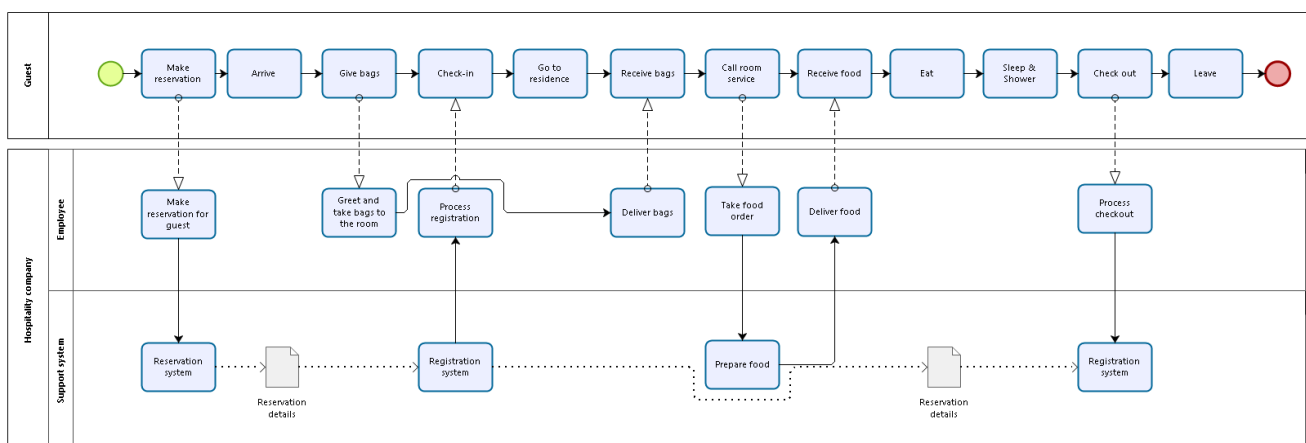 Guest
Make
reservation
Arrive
Give bags
Check-in
Go to
residence
Receive bags
Call room
service
Receive food
Eat
Sleep &
Shower
Check out
Leave
Hospitality company
Employee
Make
reservation for
guest
Greet and
take bags to
the room
Process
registration
Deliver bags
Take food
order
Deliver food
Process
checkout
Support system
Reservation
system
Reservation
details
Registration
system
Prepare food
Reservation
details
Registration
system